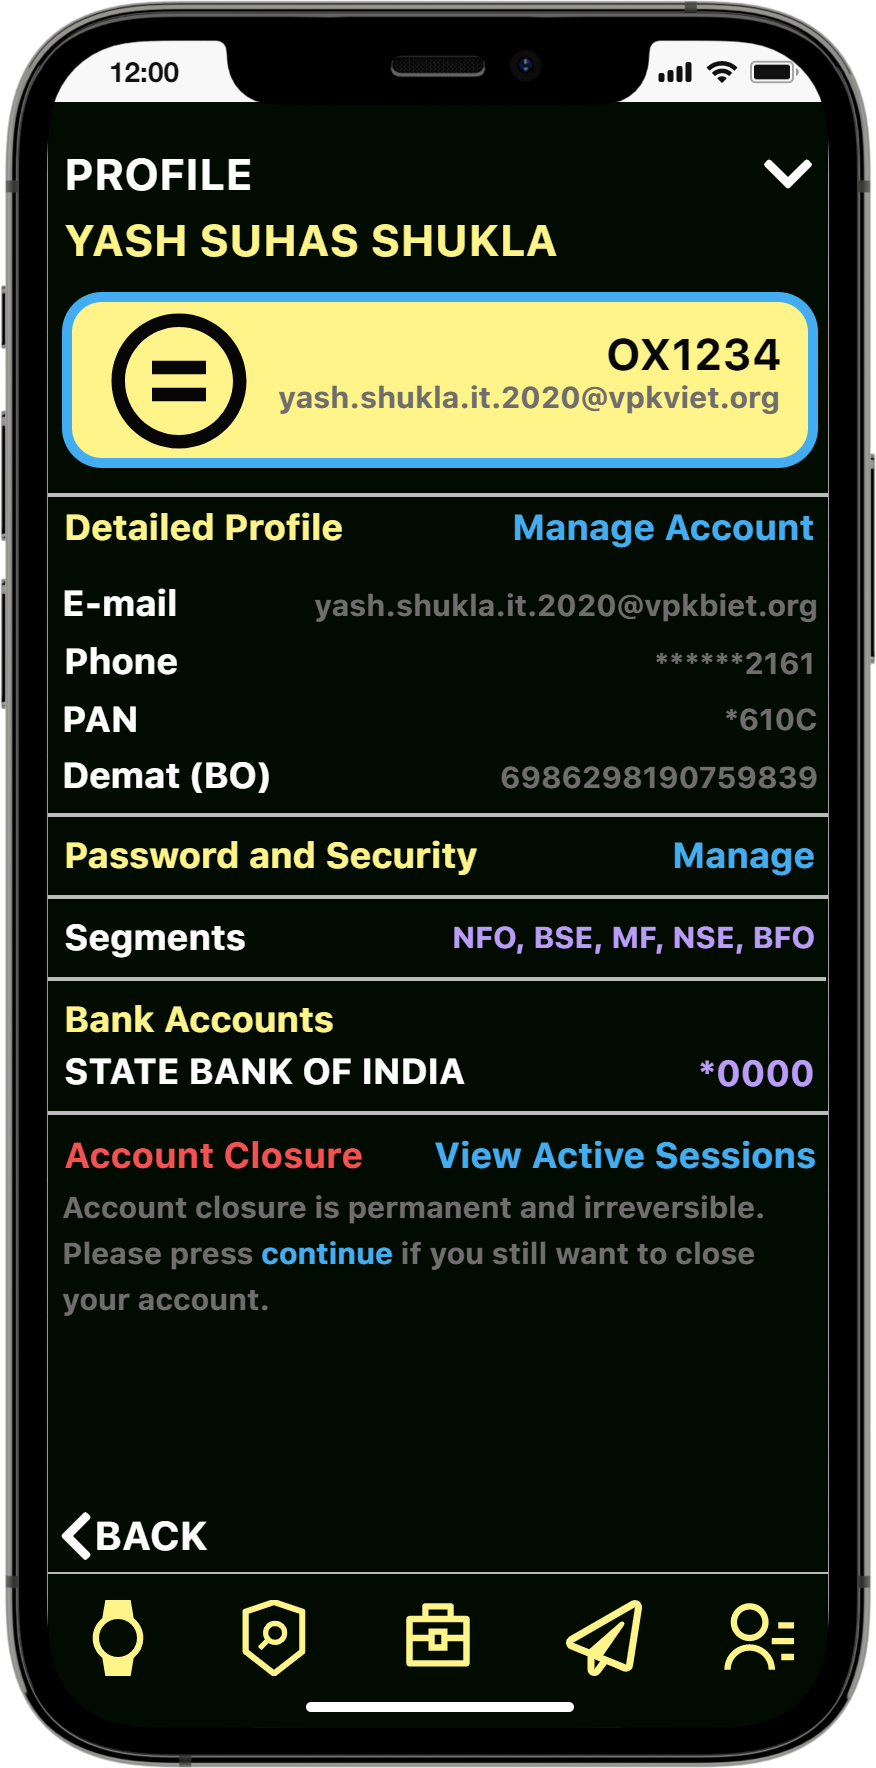 12:00
PROFILE
YASH SUHAS SHUKLA
OX1234
yash.shukla.it.2020@vpkviet.org
Detailed Profile Manage Account
E-mail yash.shukla.it.2020@vpkbiet.org
Phone ******2161
PAN *610C
Demat (BO) 6986298190759839
Password and Security Manage
Segments NFO, BSE, MF, NSE, BFO
Bank Accounts
STATE BANK OF INDIA *0000
Account Closure View Active Sessions
Account closure is permanent and irreversible.
Please press continue if you still want to close
your account.
BACK